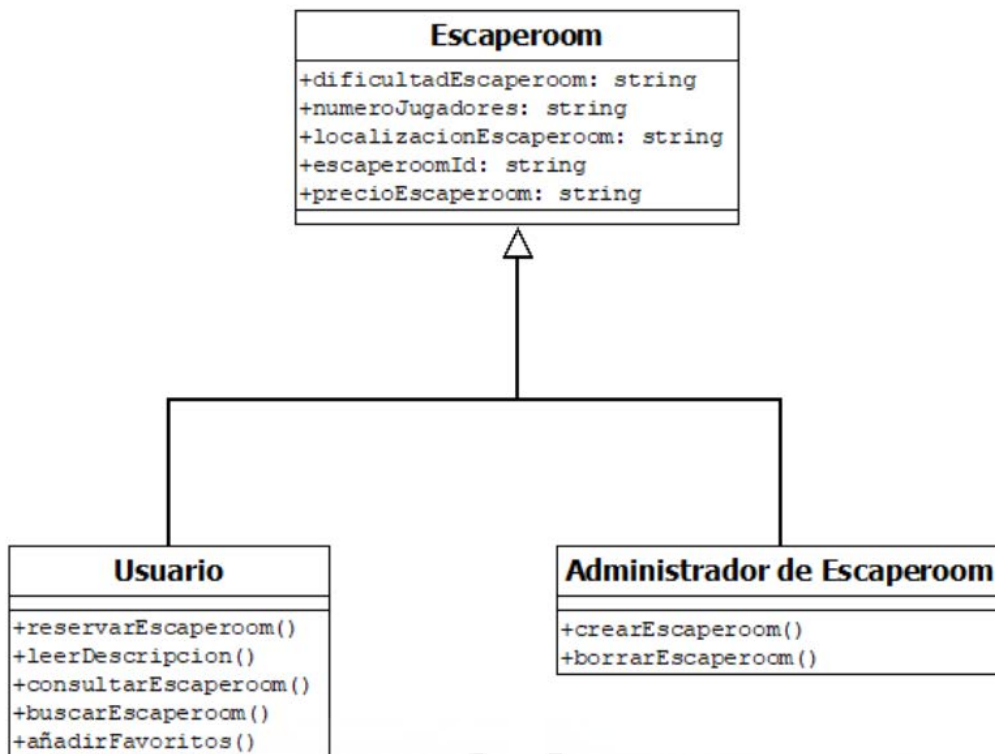 Escaperoom
+dificultadEscaperoom: string
+numeroJugadores: string
+localizacionEscaperoom: string
+escaperoomId: string
+precioEscaperoom: string
Usuario
+reservarEscaperoom()
+leerDescripcion()
+consultarEscaperoom()
+buscarEscaperoom()
+añadirFavoritos()
Administrador de Escaperoom
+crearEscaperoom()
+borrarEscaperoom()